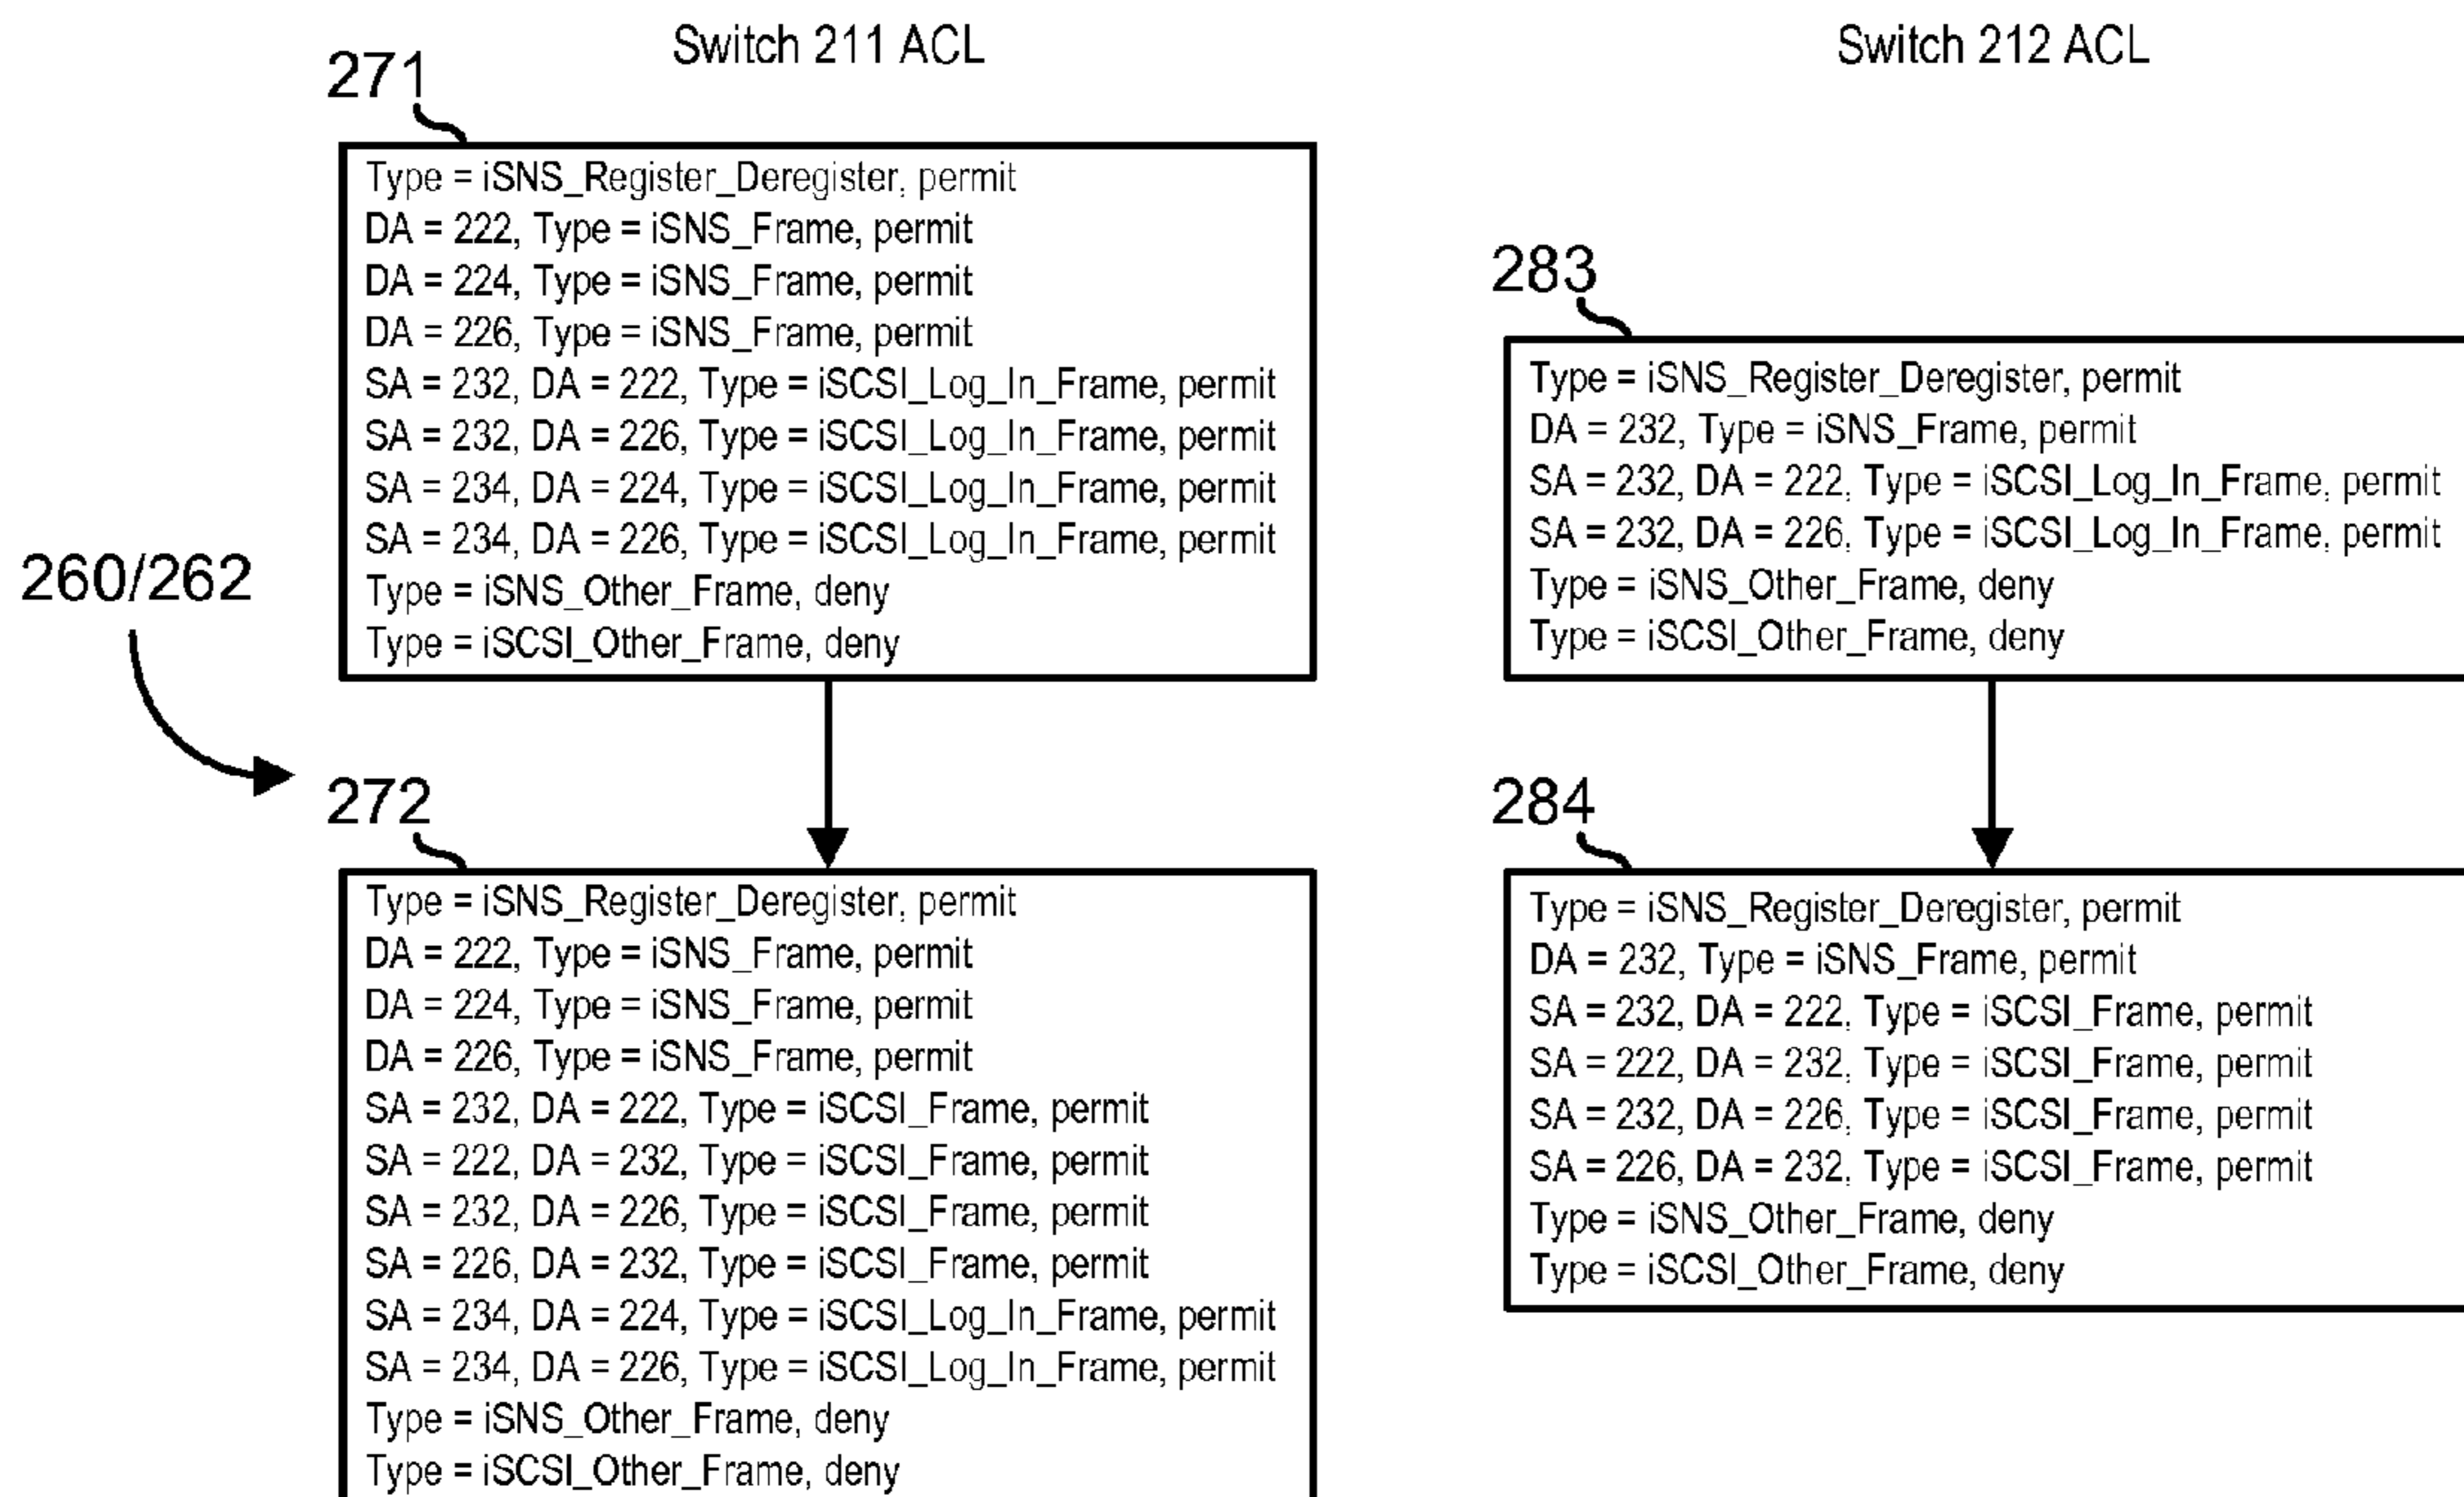 Switch 211 ACL
271
Type = iSNS_Register_Deregister, permit
DA = 222, Type = iSNS_Frame, permit
DA = 224, Type = iSNS_Frame, permit
DA = 226, Type = iSNS_Frame, permit
SA = 232, DA = 222, Type = iSCSI_Log_In_Frame, permit
SA = 232, DA = 226, Type = iSCSI_Log_In_Frame, permit
SA = 234, DA = 224, Type = iSCSI_Log_In_Frame, permit
SA = 234, DA = 226, Type = iSCSI_Log_In_Frame, permit
Type = iSNS_Other_Frame, deny
Type = iSCSI_Other_Frame, deny
260/262
272
Type = iSNS_Register_Deregister, permit
DA = 222, Type = iSNS_Frame, permit
DA = 224, Type = iSNS_Frame, permit
DA = 226, Type = iSNS_Frame, permit
SA = 232, DA = 222, Type = iSCSI_Frame, permit
SA = 222, DA = 232, Type = iSCSI_Frame, permit
SA = 232, DA = 226, Type = iSCSI_Frame, permit
SA = 226, DA = 232, Type = iSCSI_Frame, permit
SA = 234, DA = 224, Type = iSCSI_Log_In_Frame, permit
SA = 234, DA = 226, Type = iSCSI_Log_In_Frame, permit
Type = iSNS_Other_Frame, deny
Type = iSCSI_Other_Frame, deny
Switch 212 ACL
283
Type = iSNS_Register_Deregister, permit
DA = 232, Type = iSNS_Frame, permit
SA = 232, DA = 222, Type = iSCSI_Log_In_Frame, permit
SA = 232, DA = 226, Type = iSCSI_Log_In_Frame, permit
Type = iSNS_Other_Frame, deny
Type = iSCSI_Other_Frame, deny
284
Type = iSNS_Register_Deregister, permit
DA = 232, Type = iSNS_Frame, permit
SA = 232, DA = 222, Type = iSCSI_Frame, permit
SA = 222, DA = 232, Type = iSCSI_Frame, permit
SA = 232, DA = 226, Type = iSCSI_Frame, permit
SA = 226, DA = 232, Type = iSCSI_Frame, permit
Type = iSNS_Other_Frame, deny
Type = iSCSI_Other_Frame, deny